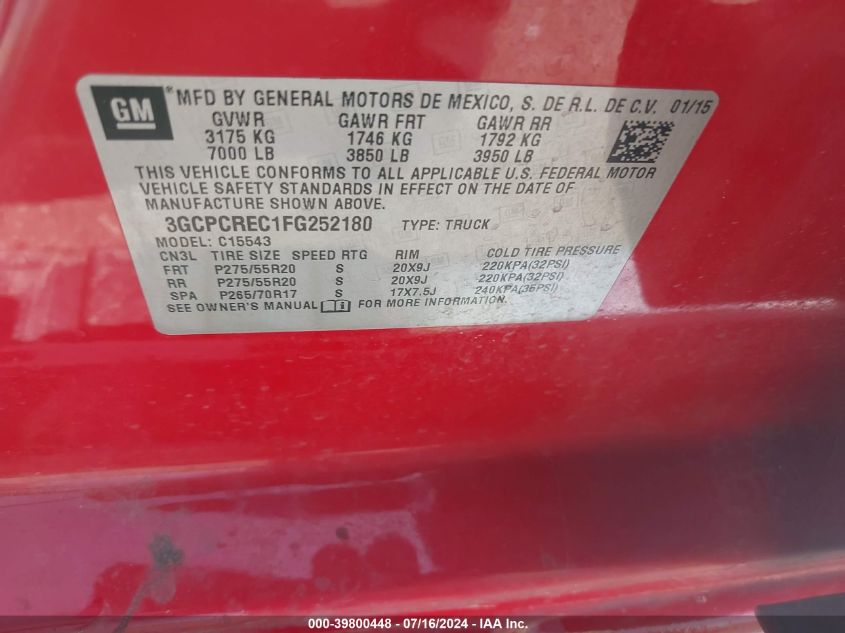 GM ® MFD BY GENERAL MOTORS DE MEXICO, S. DE R.L. DE C.V. 01/15
GVWR GAWR FRT GAWR RR
3175 KG 1746 KG 1792 KG
7000 LB 3850 LB 3950 LB
THIS VEHICLE CONFORMS TO ALL APPLICABLE U.S. FEDERAL MOTOR
VEHICLE SAFETY STANDARDS IN EFFECT ON THE DATE OF
MANUFACTURE SHOWN ABOVE.
3GCPCREC1FG252180 TYPE: TRUCK
MODEL: C15543
CN3L TIRE SIZE SPEED RTG RIM COLD TIRE PRESSURE
FRT P275/55R20 S 20X9J 220KPA(32PSI)
RR P275/55R20 S 20X9J 220KPA(32PSI)
SPA P265/70R17 S 17X7.5J 240KPA(35PSI)
SEE OWNER'S MANUAL FOR MORE INFORMATION.
000-39800448 - 07/16/2024 - IAA Inc.